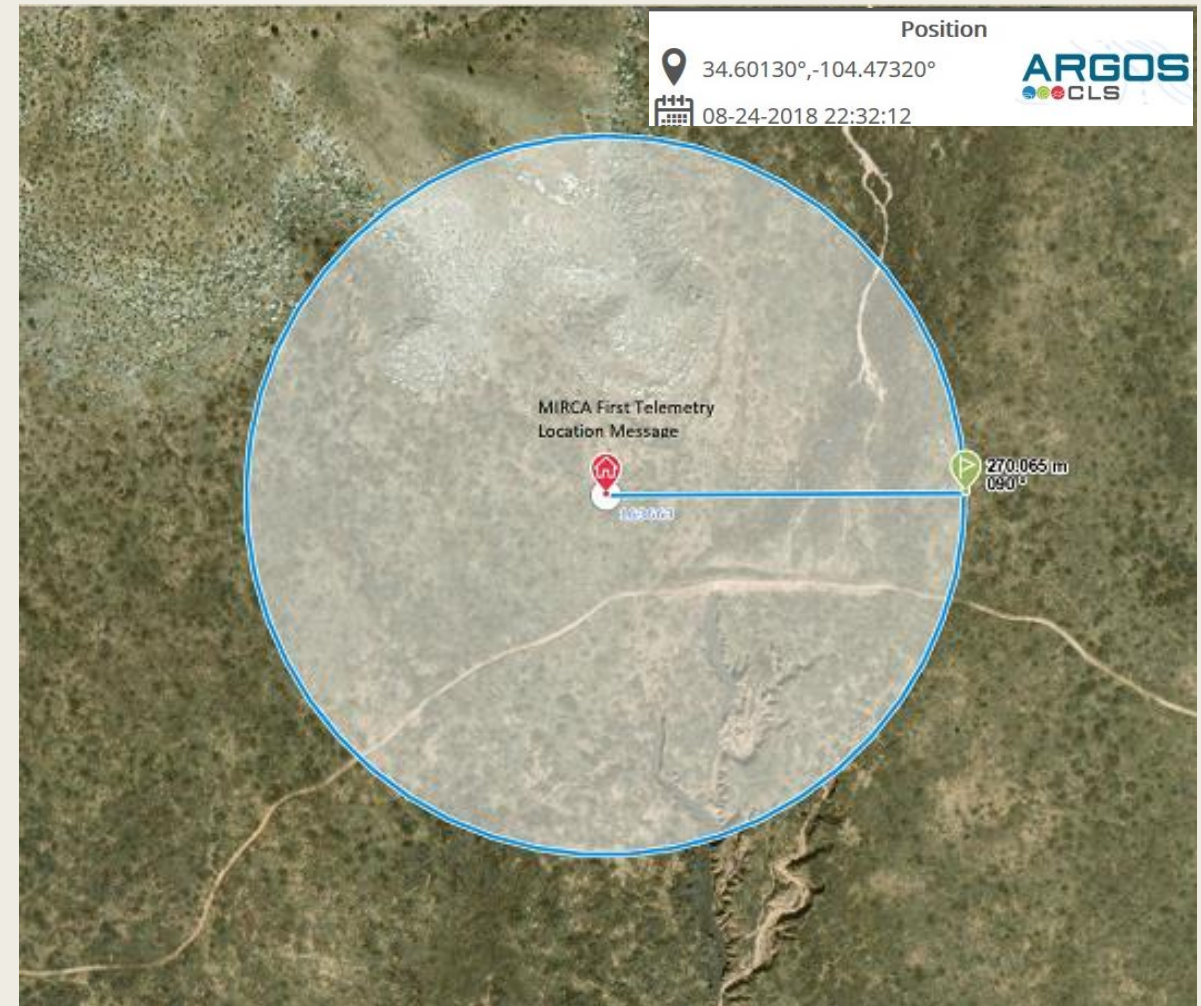 Position
34.60130°,-104.47320°
ARGOS
CLS
08-24-2018 22:32:12
MIRCA First Telemetry
Location Message
270.065 m
090°